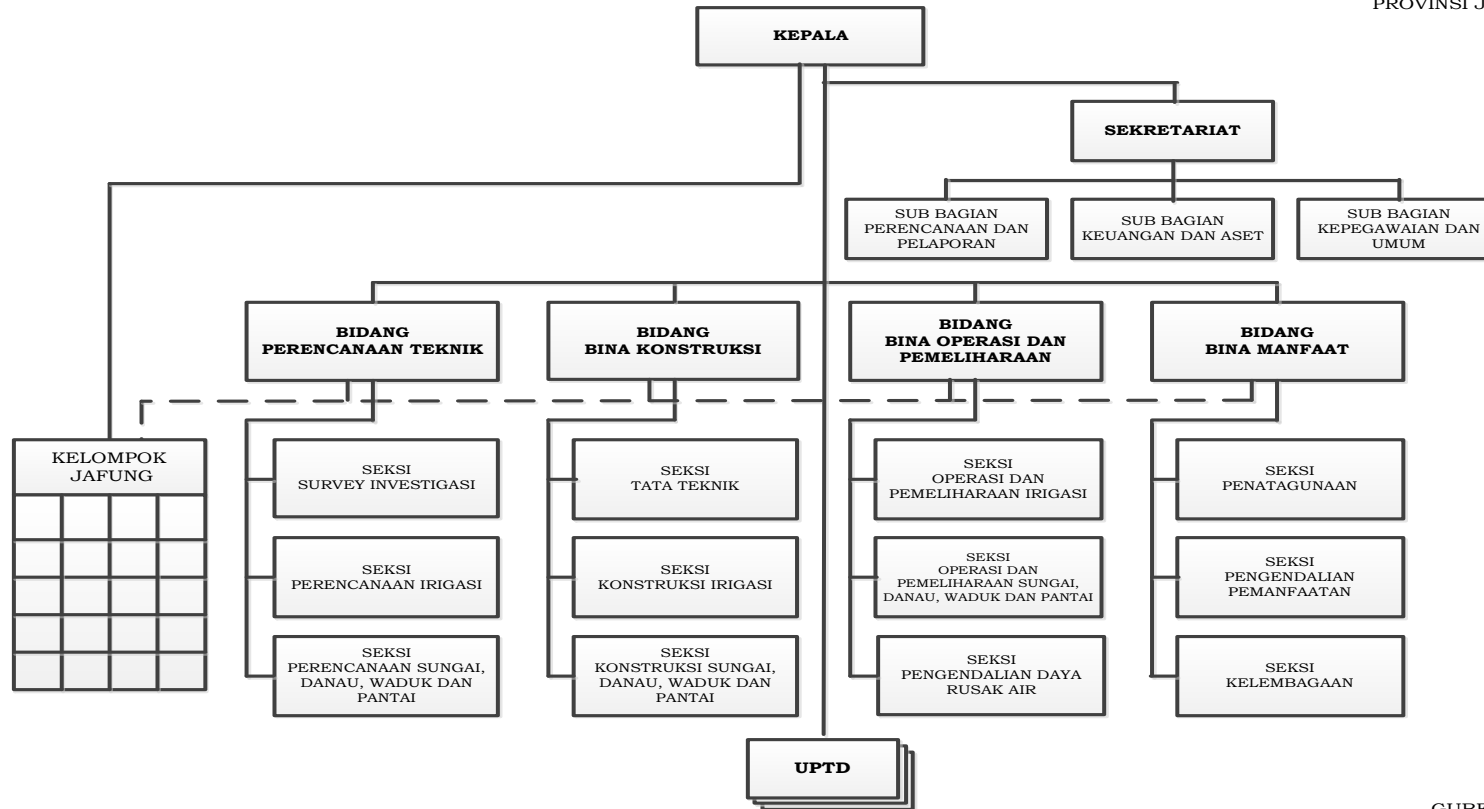 PROVINSI J
KEPALA
SEKRETARIAT
SUB BAGIAN
PERENCANAAN DAN
PELAPORAN
SUB BAGIAN
KEUANGAN DAN ASET
SUB BAGIAN
KEPEGAWAIAN DAN
UMUM
BIDANG
PERENCANAAN TEKNIK
BIDANG
BINA KONSTRUKSI
BIDANG
BINA OPERASI DAN
PEMELIHARAAN
BIDANG
BINA MANFAAT
KELOMPOK
JAFUNG
SEKSI
SURVEY INVESTIGASI
SEKSI
PERENCANAAN IRIGASI
SEKSI
PERENCANAAN SUNGAI,
DANAU, WADUK DAN
PANTAI
SEKSI
TATA TEKNIK
SEKSI
KONSTRUKSI IRIGASI
SEKSI
KONSTRUKSI SUNGAI,
DANAU, WADUK DAN
PANTAI
SEKSI
OPERASI DAN
PEMELIHARAAN IRIGASI
SEKSI
OPERASI DAN
PEMELIHARAAN SUNGAI,
DANAU, WADUK DAN PANTAI
SEKSI
PENGENDALIAN DAYA
RUSAK AIR
SEKSI
PENATAGUNAAN
SEKSI
PENGENDALIAN
PEMANFAATAN
SEKSI
KELEMBAGAAN
UPTD